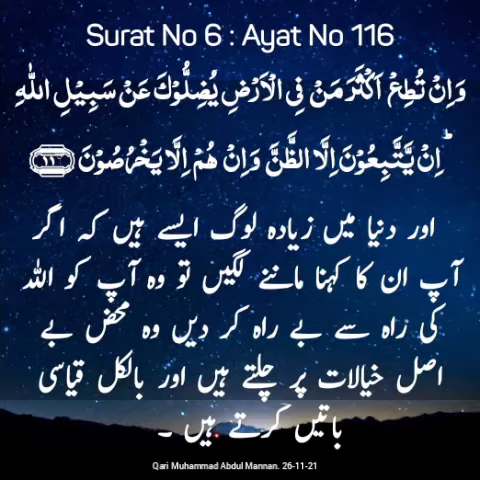 Surat No 6 : Ayat No 116
وَاِنْ تُطِعْ اَكْثَرَ مَنْ فِى الْاَرْضِ يُضِلُّوْكَ عَنْ سَبِيْلِ اللّٰهِ
ؕ اِنْ يَّتَّبِعُوْنَ اِلَّا الظَّنَّ وَاِنْ هُمْ اِلَّا يَخْرُصُوْنَ ﴿۱۱۶﴾
اور دنیا میں زیادہ لوگ ایسے ہیں کہ اگر
آپ ان کا کہنا ماننے لگیں تو وہ آپ کو اللہ
کی راہ سے بے راہ کر دیں وہ محض بے
اصل خیالات پر چلتے ہیں اور بالکل قیاسی
باتیں کرتے ہیں ۔
Qari Muhammad Abdul Mannan. 26-11-21